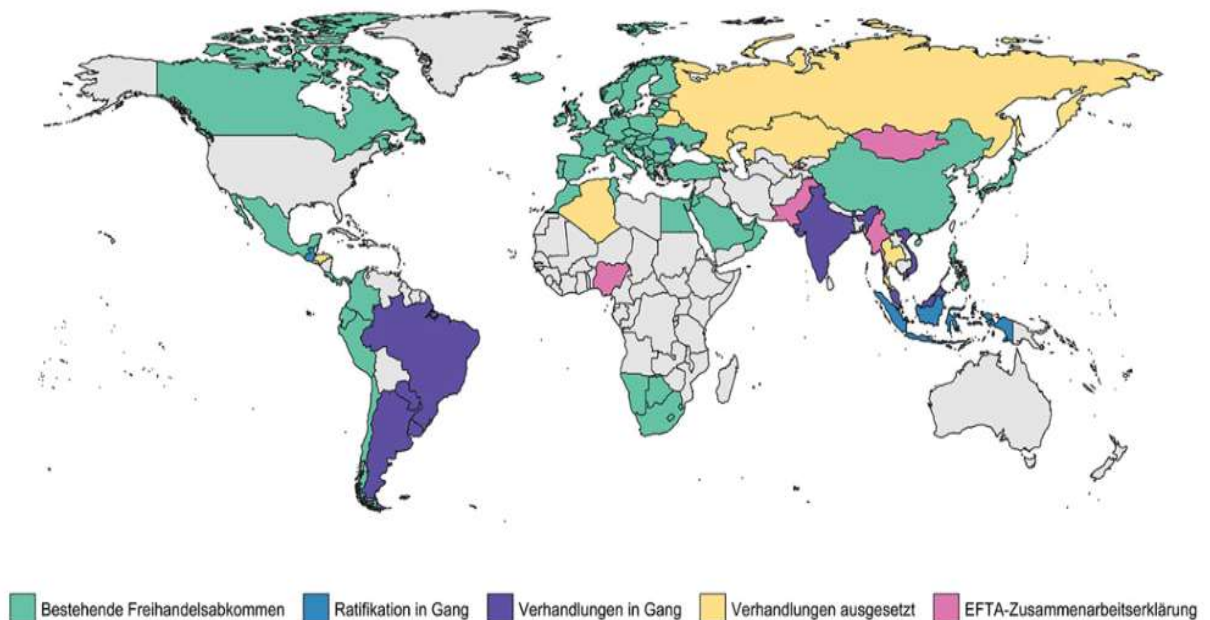 Bestehende Freihandelsabkommen Ratifikation in Gang Verhandlungen in Gang Verhandlungen ausgesetzt EFTA-Zusammenarbeitserklärung